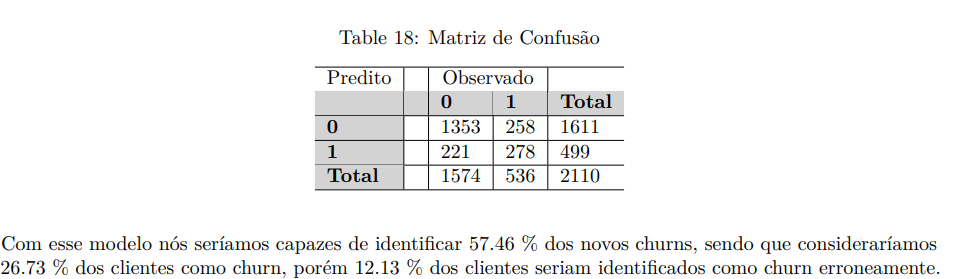 Table 18: Matriz de Confusão
Predito Observado
0 1 Total
0 1353 258 1611
1 221 278 499
Total 1574 536 2110
Com esse modelo nós seríamos capazes de identificar 57.46 % dos novos churns, sendo que consideraríamos
26.73 % dos clientes como churn, porém 12.13 % dos clientes seriam identificados como churn erroneamente.